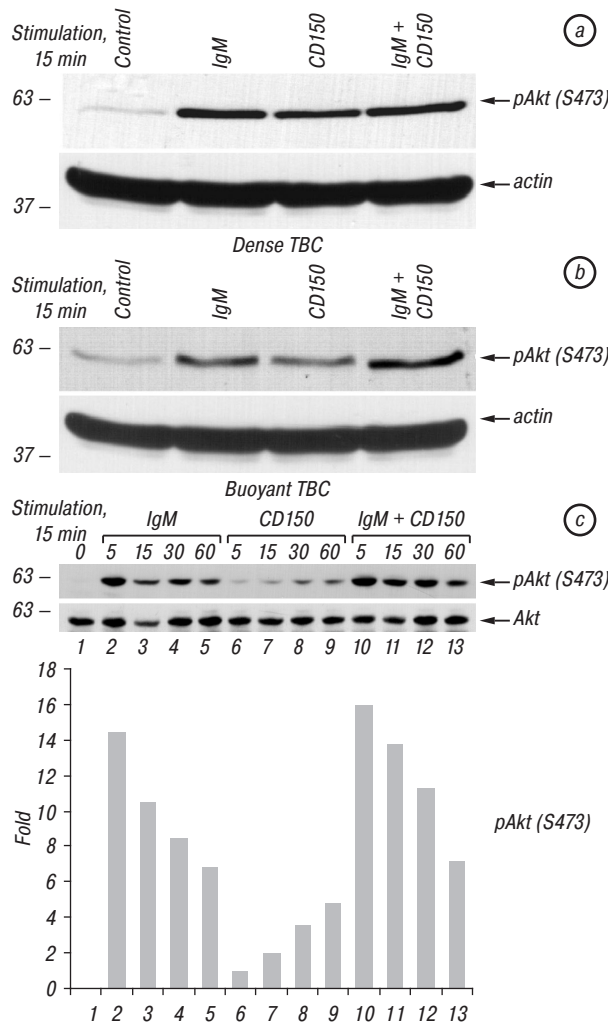 Stimulation,
15 min
Control
IgM
CD150
IgM +
CD150
a
63
pAkt (S473)
37
actin
Dense TBC
Stimulation,
15 min
Control
IgM
CD150
IgM +
CD150
b
63
pAkt (S473)
37
actin
Buoyant TBC
Stimulation,
15 min
IgM CD150 IgM + CD150
c
0 5 15 30 60 5 15 30 60 5 15 30 60
63
pAkt (S473)
63
Akt
1 2 3 4 5 6 7 8 9 10 11 12 13
18
16
14
12
10
8
6
4
2
0
Fold
pAkt (S473)
1 2 3 4 5 6 7 8 9 10 11 12 13